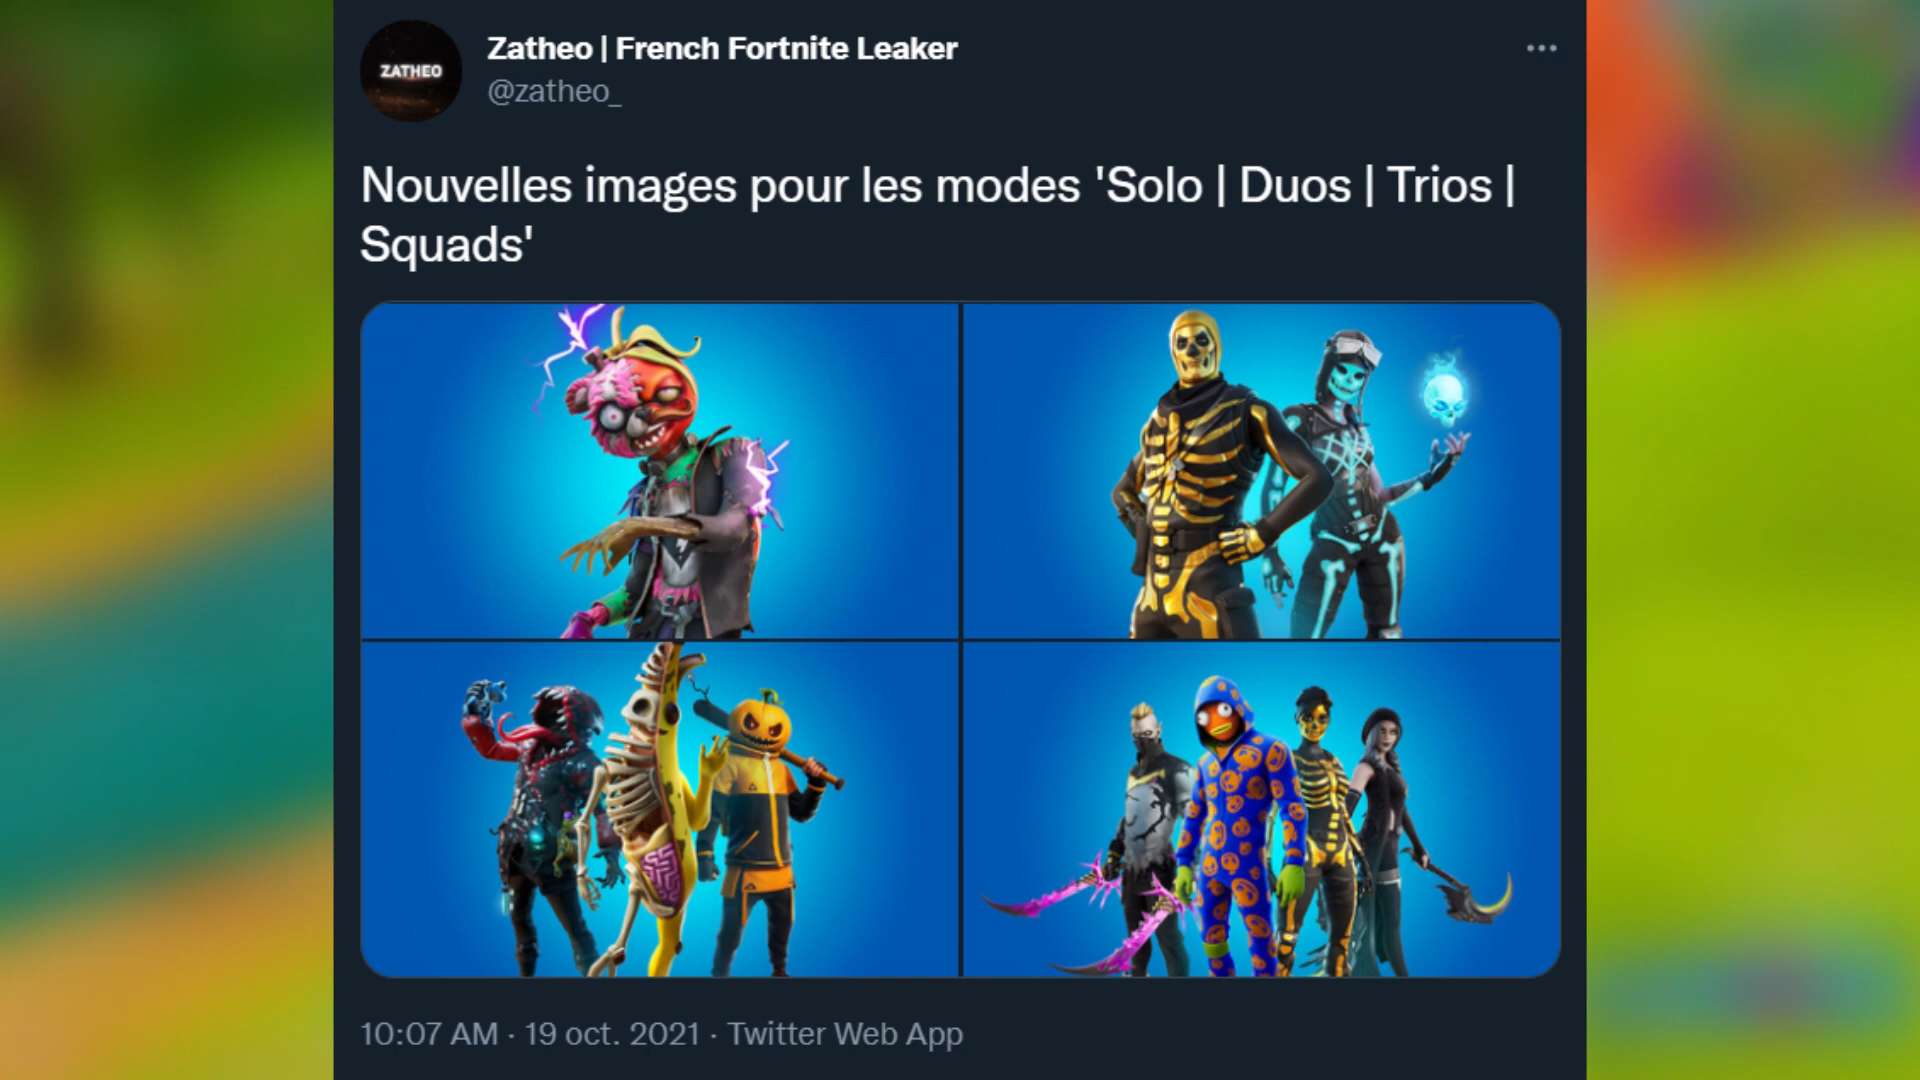 ZATHEO
Zatheo | French Fortnite Leaker
@zatheo_
Nouvelles images pour les modes 'Solo | Duos | Trios |
Squads'
10:07 AM · 19 oct. 2021 · Twitter Web App